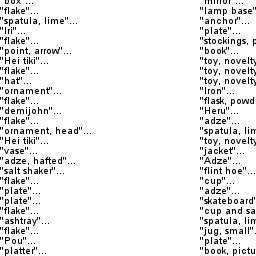 "box"... "mirror"...
"flake"... "lamp base"
"spatula, lime"... "anchor"...
"Iri"... "plate"...
"flake"... "stockings, p
"point, arrow"... "book"...
"Hei tiki"... "toy, novelty
"flake"... "toy, novelty
"hat"... "toy, novelty
"ornament"... "Iron"...
"flake"... "flask, powd
"demijohn"... "Heru"...
"flake"... "adze"...
"ornament, head"... "spatula, lim
"Hei tiki"... "toy, novelty
"vase"... "jacket"...
"adze, hafted"... "Adze"...
"salt shaker"... "flint hoe"...
"flake"... "cup"...
"plate"... "adze"...
"plate"... "skateboard"
"flake"... "cup and sa
"ashtray"... "spatula, lim
"flake"... "jug, small".
"Pou"... "plate"...
"platter"... "book, pictu